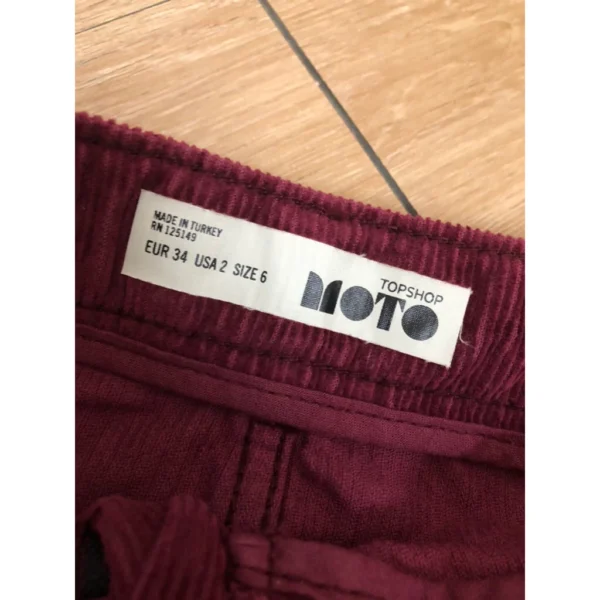 MADE IN TURKEY
RN 125149
EUR 34 USA 2 SIZE 6
TOPSHOP
MOTO